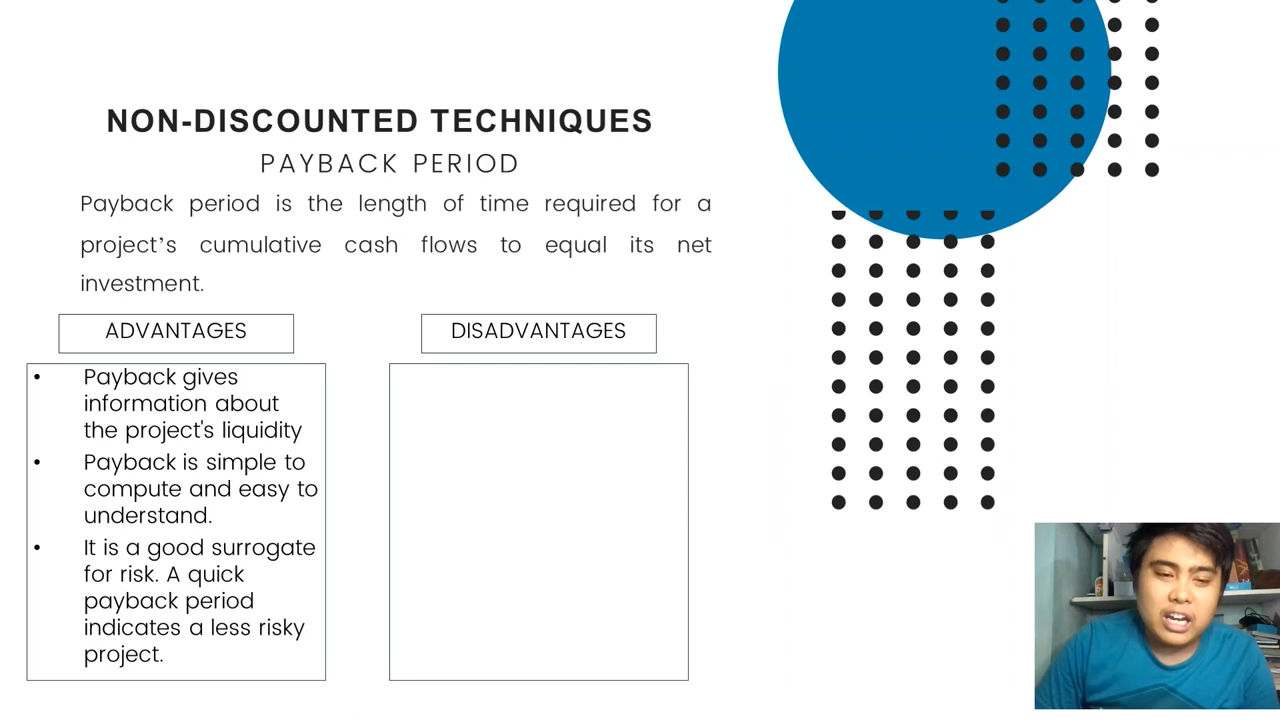 NON-DISCOUNTED TECHNIQUES
PAYBACK PERIOD
Payback period is the length of time required for a
project’s cumulative cash flows to equal its net
investment.
ADVANTAGES
• Payback gives
information about
the project's liquidity
• Payback is simple to
compute and easy to
understand.
• It is a good surrogate
for risk. A quick
payback period
indicates a less risky
project.
DISADVANTAGES